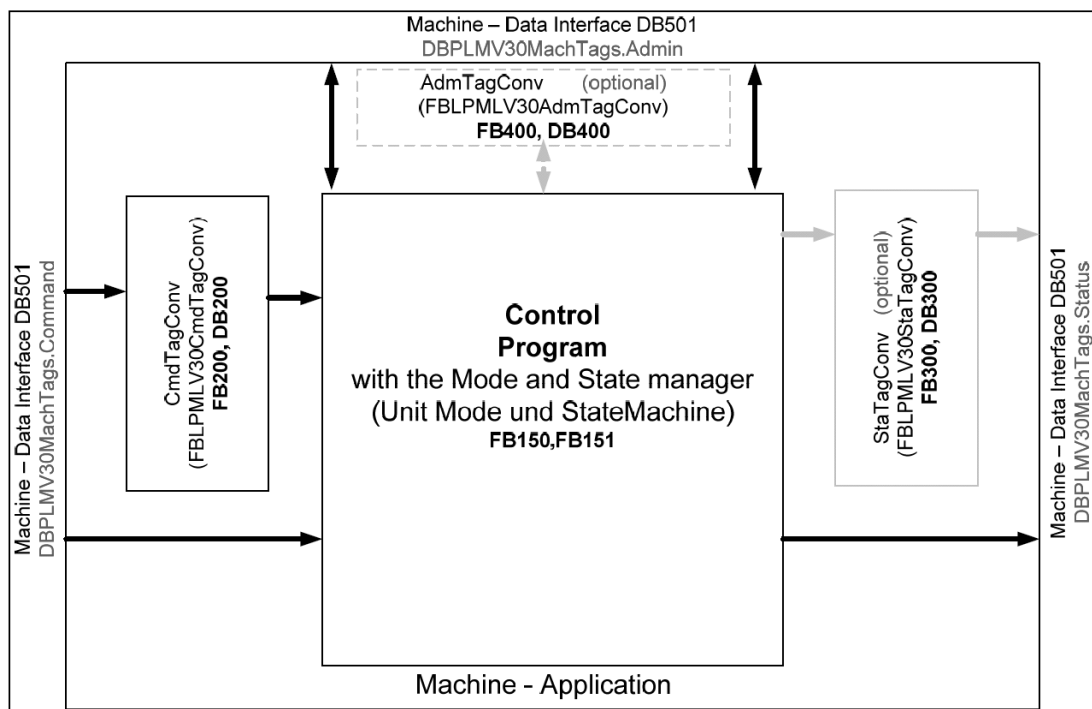 Machine – Data Interface DB501
DBPLMV30MachTags.Admin
AdmTagConv (optional)
(FBLPMLV30AdmTagConv)
FB400, DB400
Machine – Data Interface DB501
DBPLMV30MachTags.Command
CmdTagConv
(FBLPMLV30CmdTagConv)
FB200, DB200
Control
Program
with the Mode and State manager
(Unit Mode und StateMachine)
FB150,FB151
StaTagConv (optional)
(FBLPMLV30StaTagConv)
FB300, DB300
Machine – Data Interface DB501
DBPLMV30MachTags.Status
Machine - Application